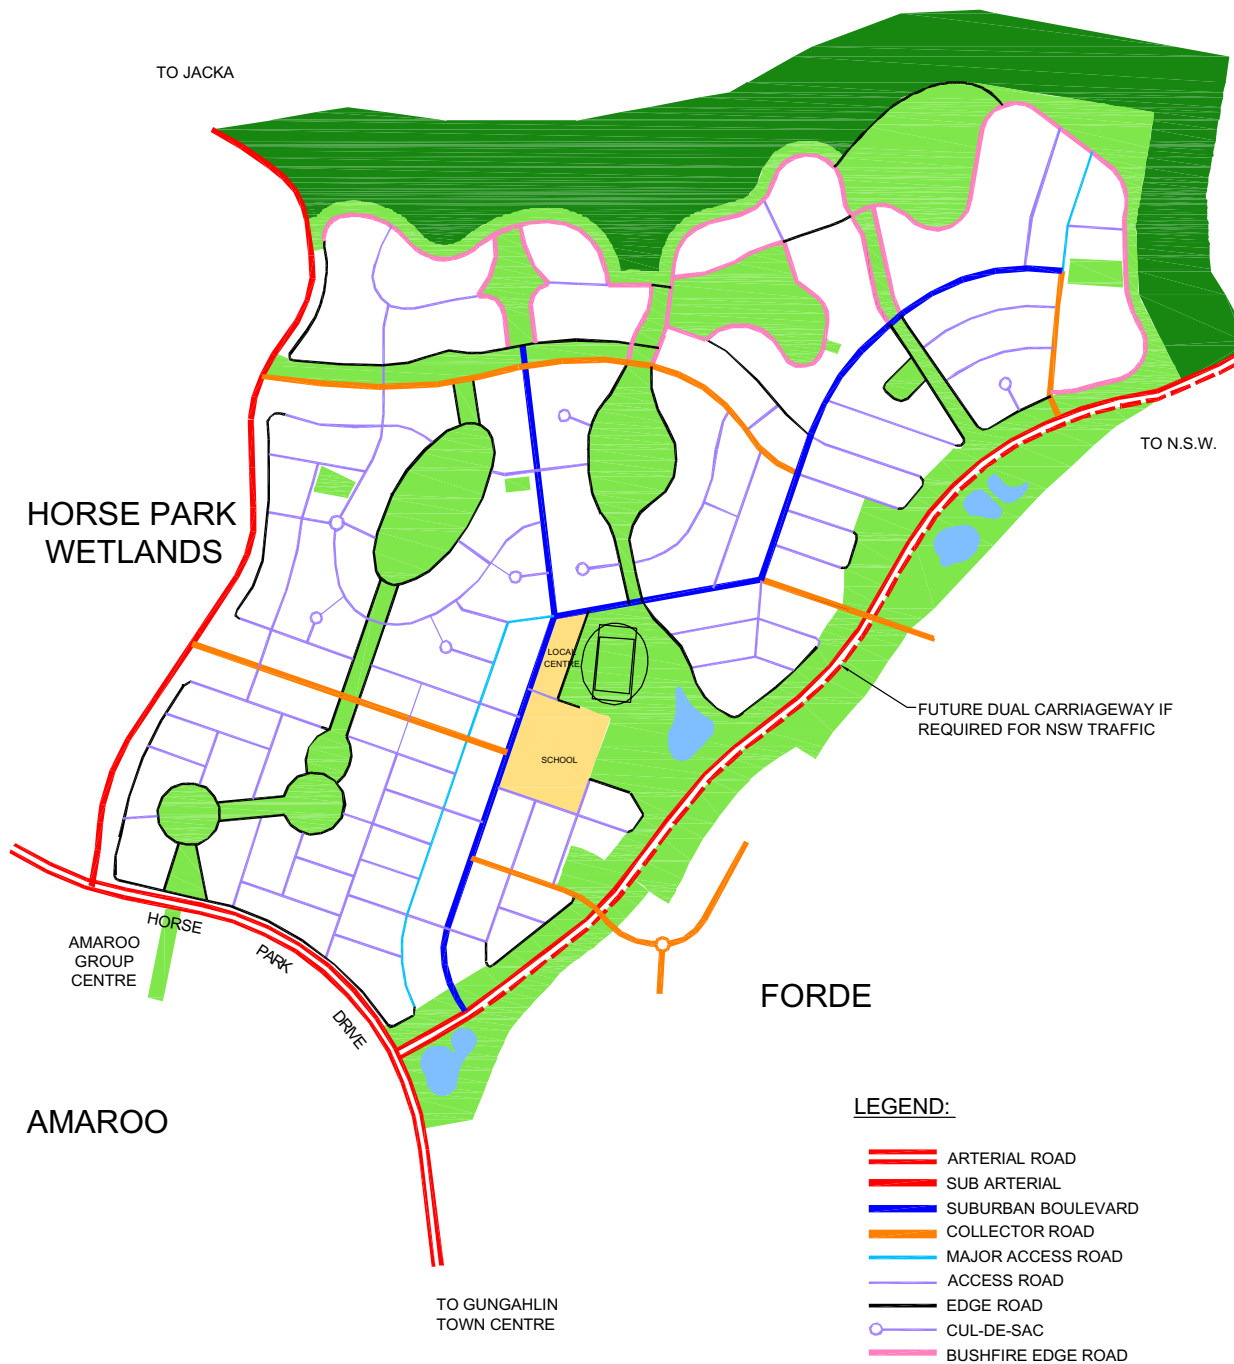 TO JACKA
TO N.S.W.
HORSE PARK
WETLANDS
LOCAL
CENTRE
FUTURE DUAL CARRIAGEWAY IF
REQUIRED FOR NSW TRAFFIC
SCHOOL
HORSE
PARK
DRIVE
AMAROO
GROUP
CENTRE
FORDE
AMAROO
LEGEND:
ARTERIAL ROAD
SUB ARTERIAL
SUBURBAN BOULEVARD
COLLECTOR ROAD
MAJOR ACCESS ROAD
ACCESS ROAD
EDGE ROAD
CUL-DE-SAC
BUSHFIRE EDGE ROAD
TO GUNGAHLIN
TOWN CENTRE